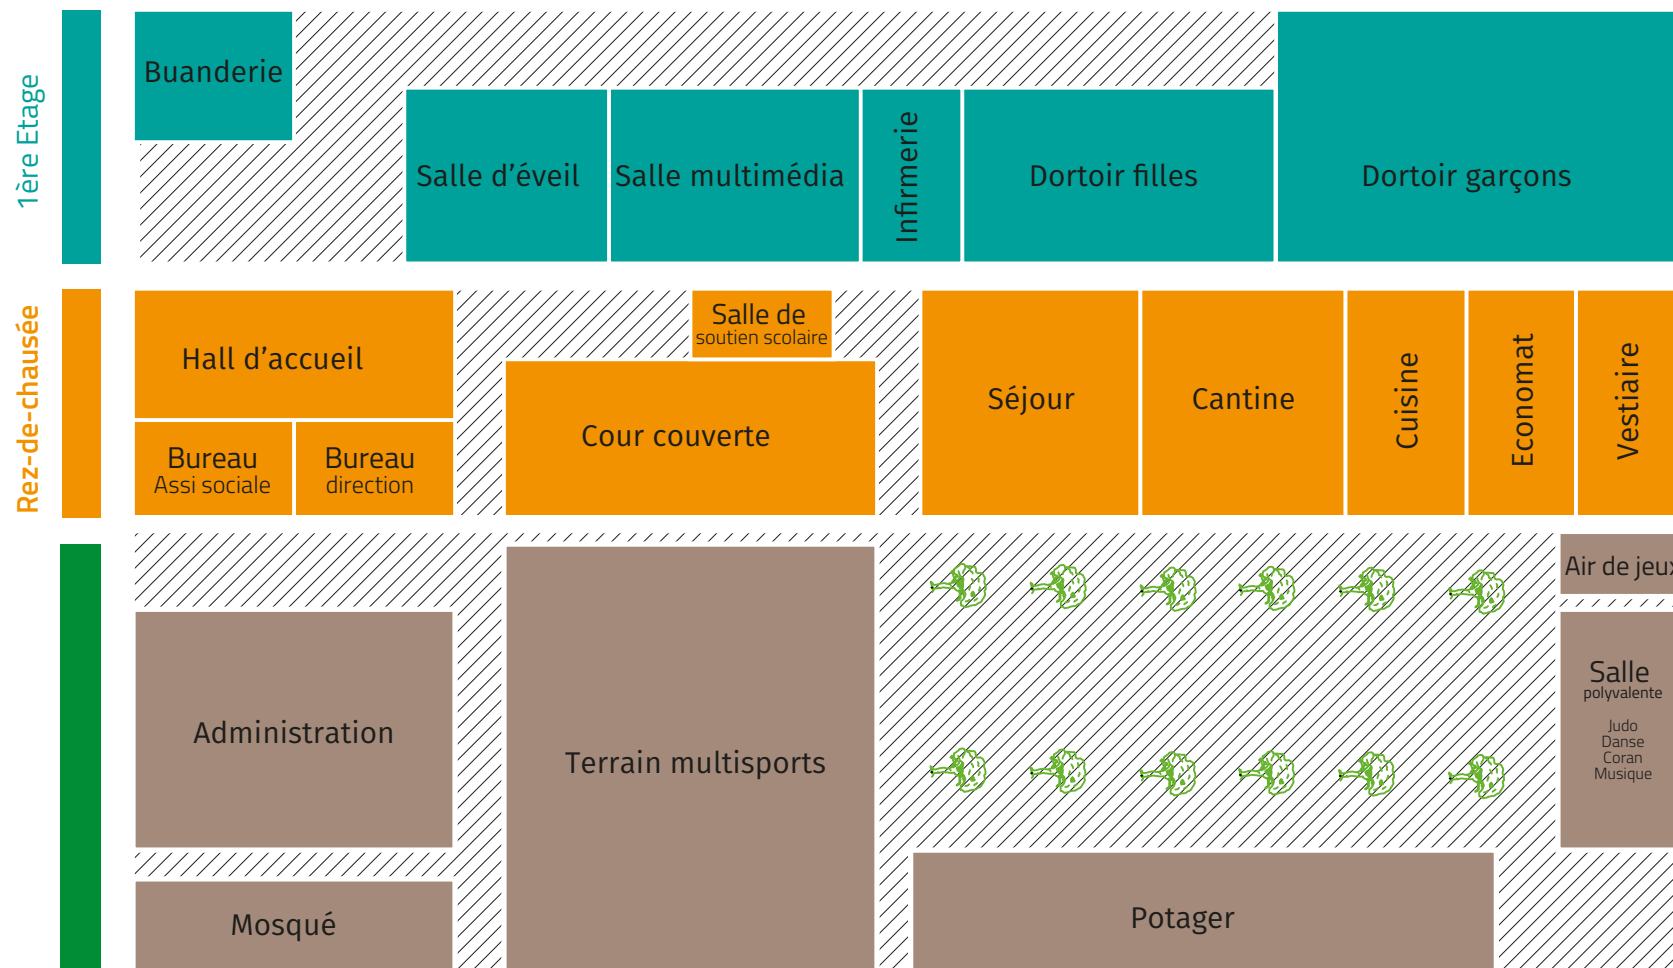 1ère Etage
Buanderie
Salle d'éveil
Salle multimédia
Infirmerie
Dortoir filles
Dortoir garçons
Rez-de-chausée
Hall d'accueil
Bureau
Assi sociale
Bureau
direction
Salle de
soutien scolaire
Cour couverte
Séjour
Cantine
Cuisine
Economat
Vestiaire
Administration
Mosqué
Terrain multisports
Potager
Air de jeux
Salle
polyvalente
Judo
Danse
Coran
Musique